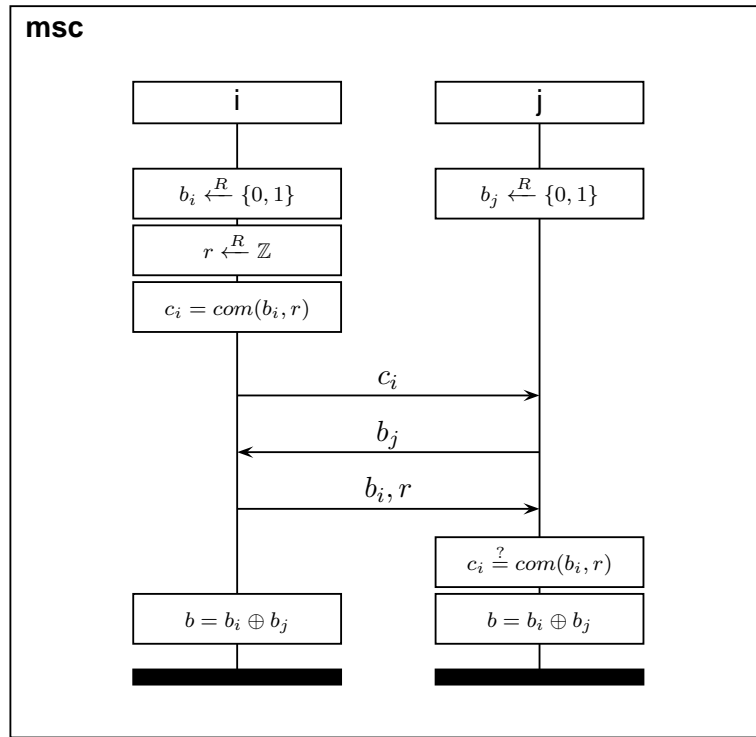 msc
i j
b_i ←^R {0, 1} b_j ←^R {0, 1}
r ←^R ℤ
c_i = com(b_i, r)
c_i
b_j
b_i, r
c_i ≟ com(b_i, r)
b = b_i ⊕ b_j b = b_i ⊕ b_j